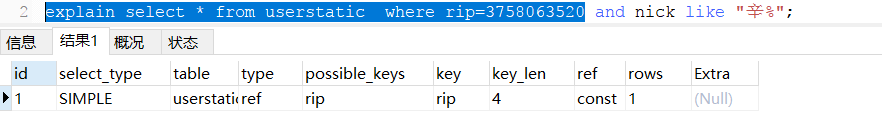 explain select * from userstatic  where rip=3758063520 and nick like "辛%";
信息 结果1 概况 状态
id select_type table type possible_keys key key_len ref rows Extra
1 SIMPLE userstatic ref rip rip 4 const 1 (Null)